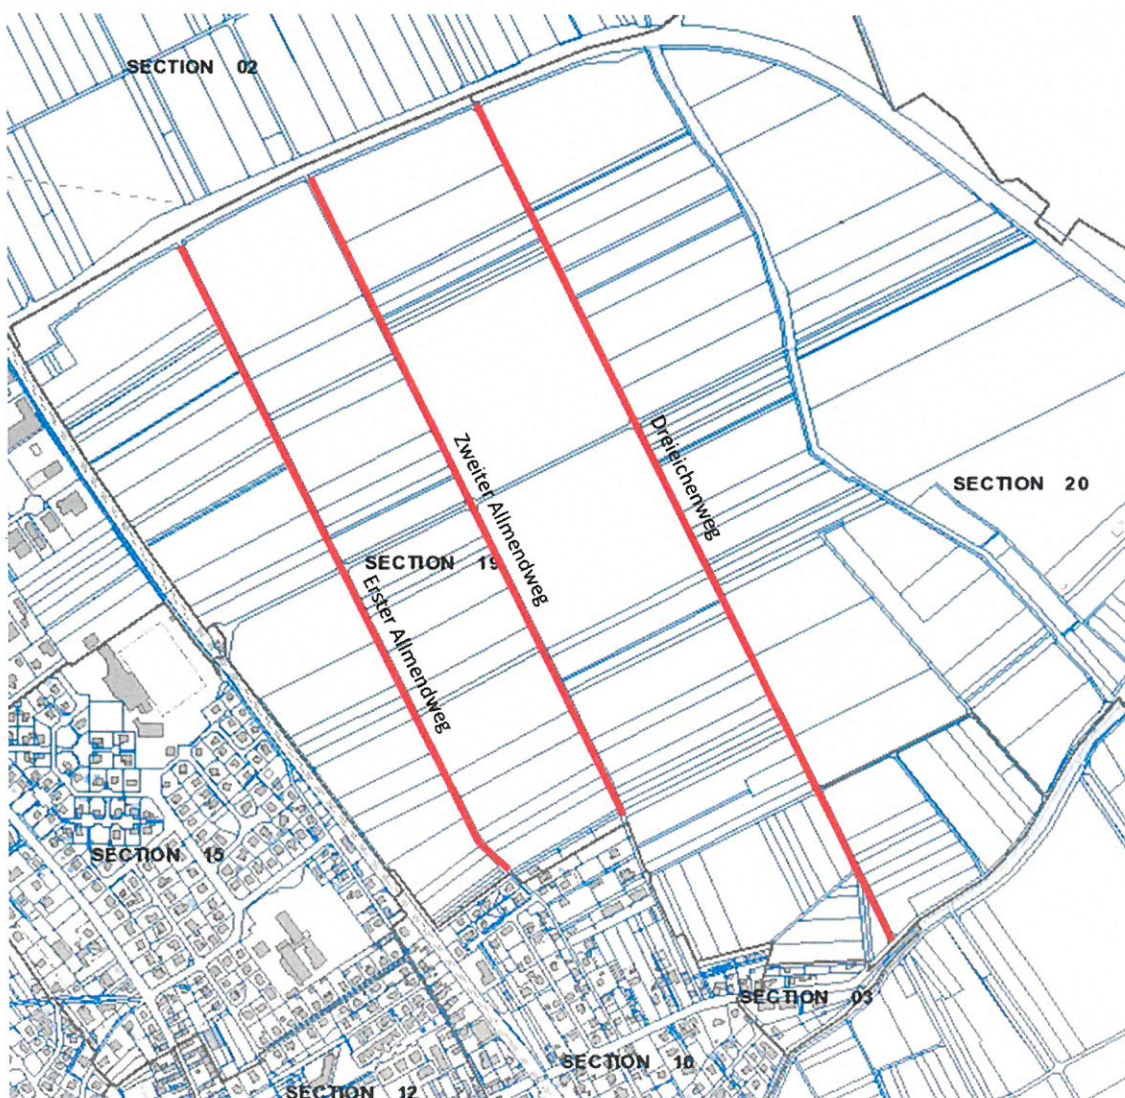 SECTION 02
Dreieichenweg
Zweiter Allmendweg
SECTION 20
SECTION 19
Erster Allmendweg
SECTION 15
SECTION 03
SECTION 10
SECTION 12